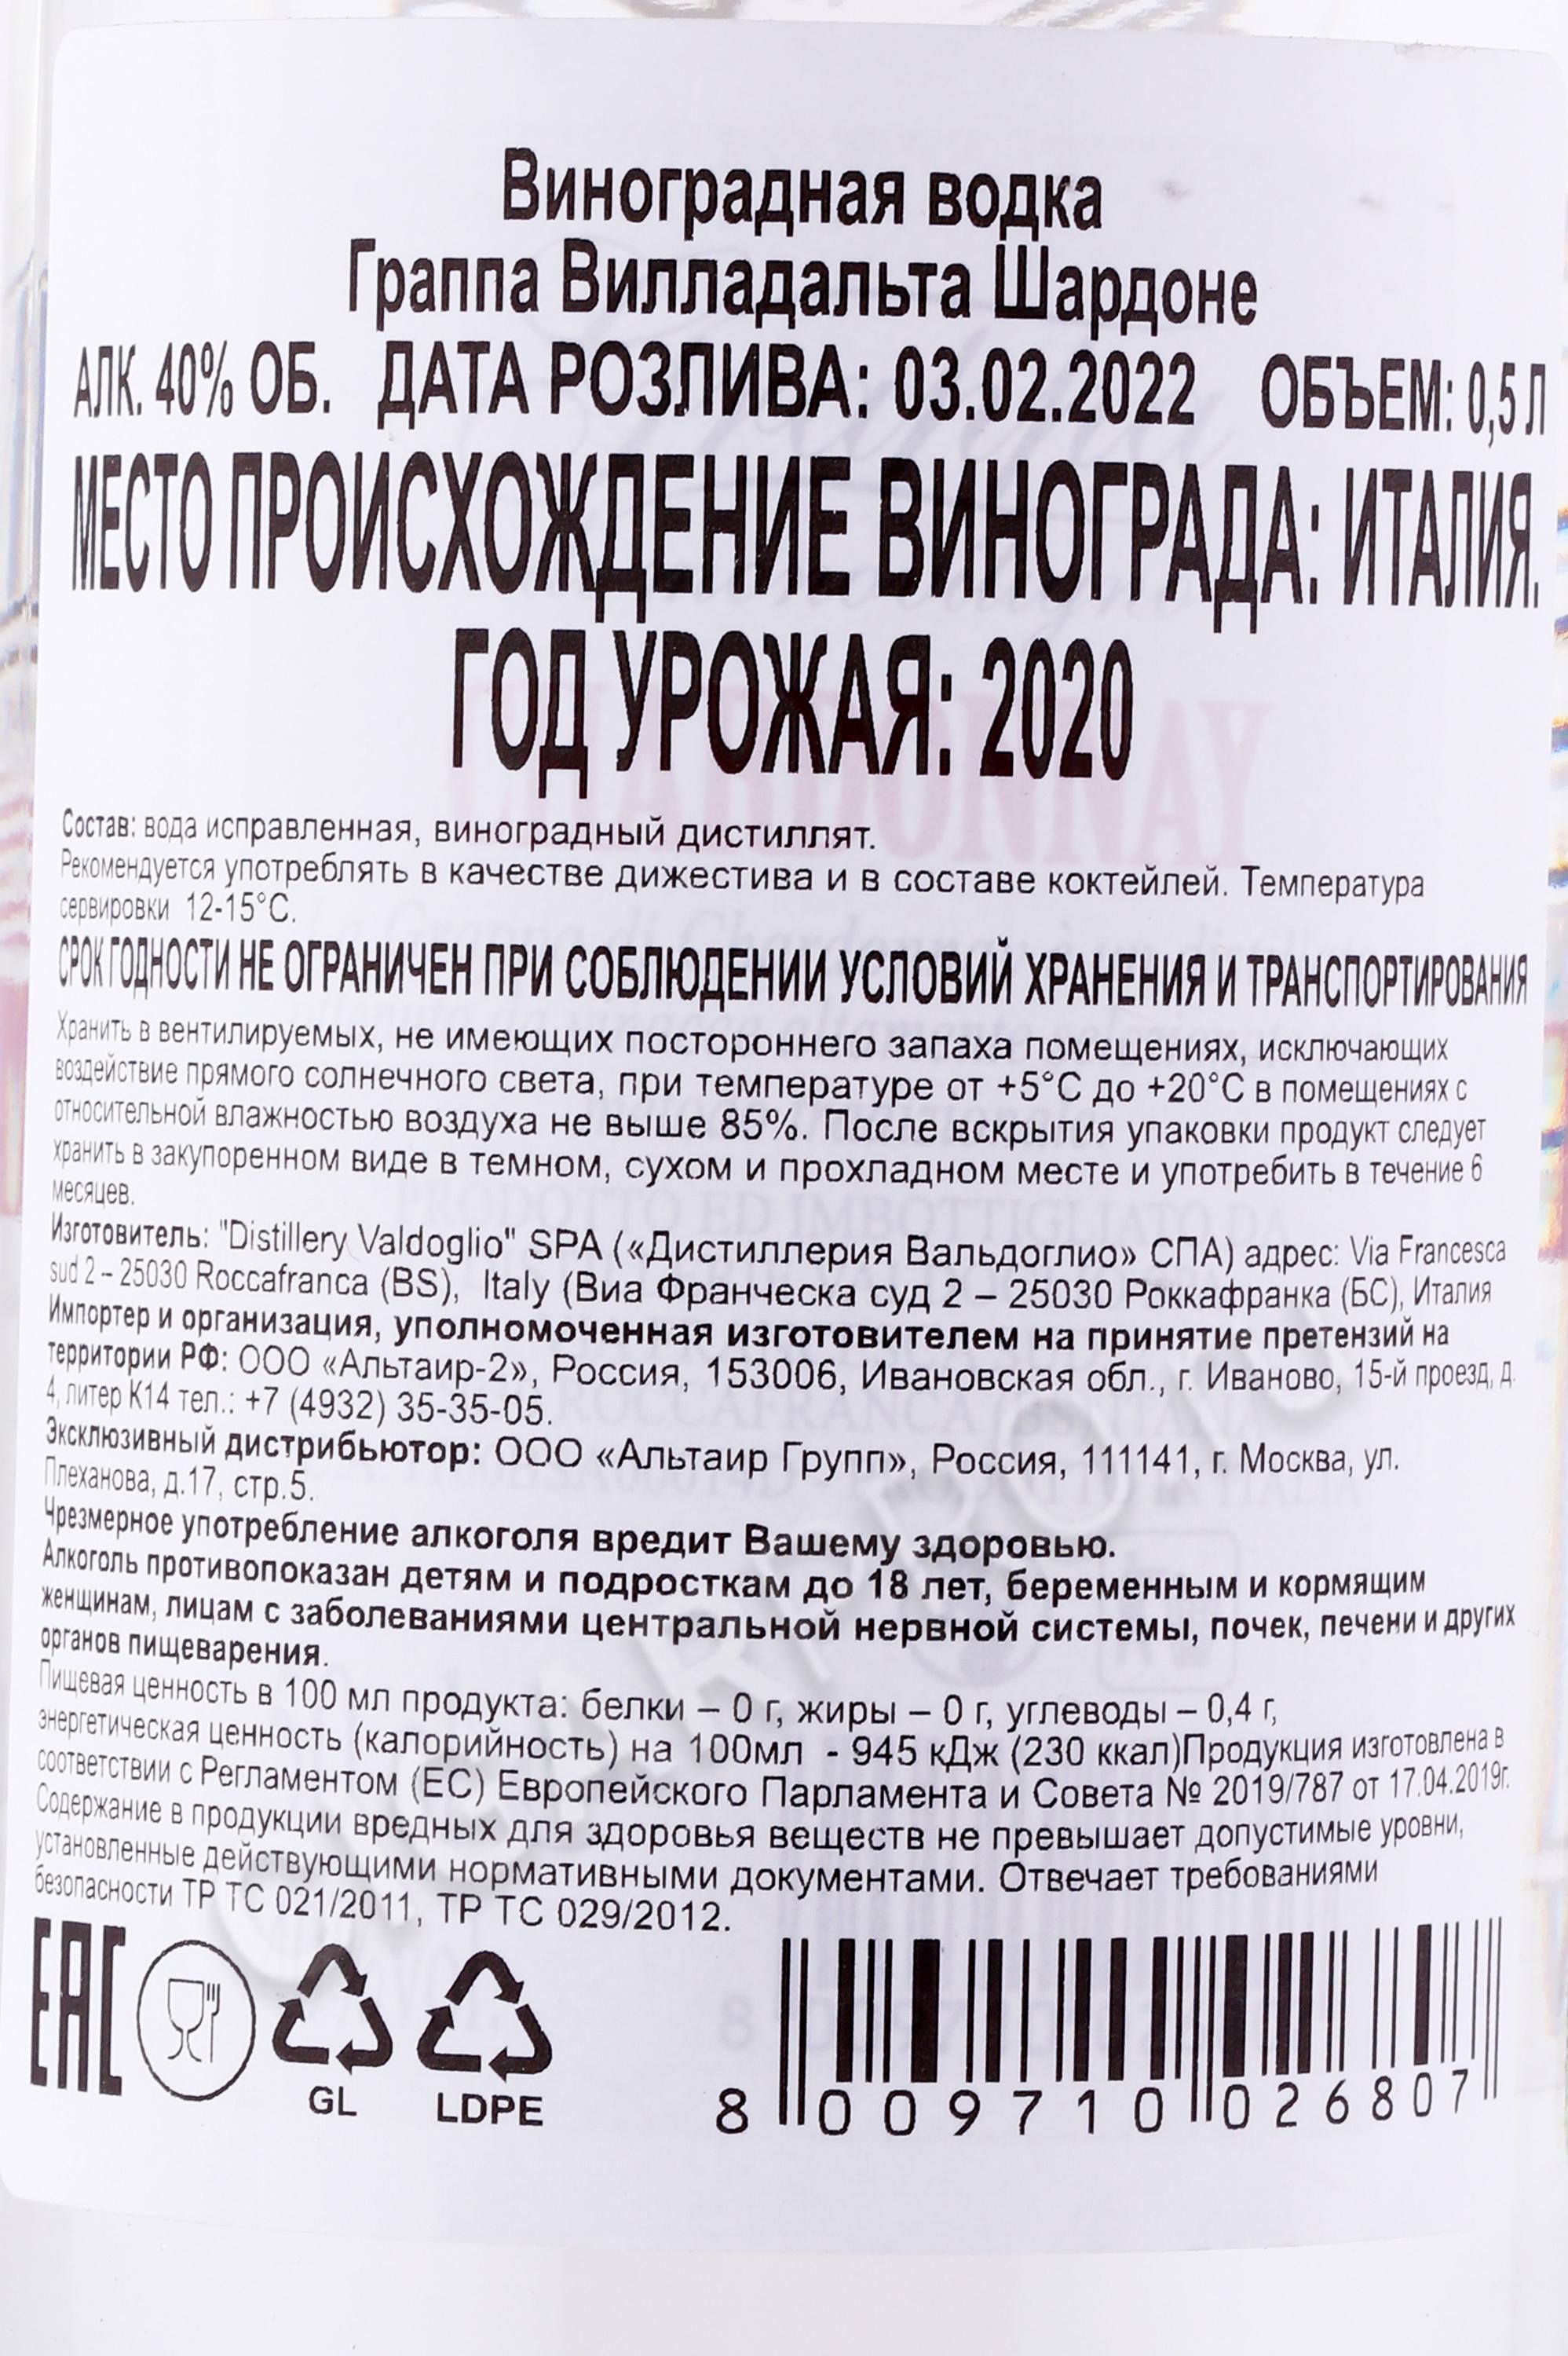 Виноградная водка
Граппа Вилладальта Шардоне
АЛК. 40% ОБ. ДАТА РОЗЛИВА: 03.02.2022 ОБЪЕМ: 0,5 Л
МЕСТО ПРОИСХОЖДЕНИЕ ВИНОГРАДА: ИТАЛИЯ.
ГОД УРОЖАЯ: 2020
Состав: вода исправленная, виноградный дистиллят.
Рекомендуется употреблять в качестве дижестива и в составе коктейлей. Температура
сервировки 12-15°С.
СРОК ГОДНОСТИ НЕ ОГРАНИЧЕН ПРИ СОБЛЮДЕНИИ УСЛОВИЙ ХРАНЕНИЯ И ТРАНСПОРТИРОВАНИЯ
Хранить в вентилируемых, не имеющих постороннего запаха помещениях, исключающих
воздействие прямого солнечного света, при температуре от +5°С до +20°С в помещениях с
относительной влажностью воздуха не выше 85%. После вскрытия упаковки продукт следует
хранить в закупоренном виде в темном, сухом и прохладном месте и употребить в течение 6
месяцев.
Изготовитель: "Distillery Valdoglio" SPA («Дистиллерия Вальдоглио» СПА) адрес: Via Francesca
sud 2 – 25030 Roccafranca (BS), Italy (Виа Франческа суд 2 – 25030 Роккафранка (БС), Италия
Импортер и организация, уполномоченная изготовителем на принятие претензий на
территории РФ: ООО «Альтаир-2», Россия, 153006, Ивановская обл., г. Иваново, 15-й проезд, д.
4, литер К14 тел.: +7 (4932) 35-35-05.
Эксклюзивный дистрибьютор: ООО «Альтаир Групп», Россия, 111141, г. Москва, ул.
Плеханова, д.17, стр.5.
Чрезмерное употребление алкоголя вредит Вашему здоровью.
Алкоголь противопоказан детям и подросткам до 18 лет, беременным и кормящим
женщинам, лицам с заболеваниями центральной нервной системы, почек, печени и других
органов пищеварения.
Пищевая ценность в 100 мл продукта: белки – 0 г, жиры – 0 г, углеводы – 0,4 г,
энергетическая ценность (калорийность) на 100мл - 945 кДж (230 ккал)Продукция изготовлена в
соответствии с Регламентом (ЕС) Европейского Парламента и Совета № 2019/787 от 17.04.2019г.
Содержание в продукции вредных для здоровья веществ не превышает допустимые уровни,
установленные действующими нормативными документами. Отвечает требованиями
безопасности ТР ТС 021/2011, ТР ТС 029/2012.
EAC
GL LDPE
8 009710 026807